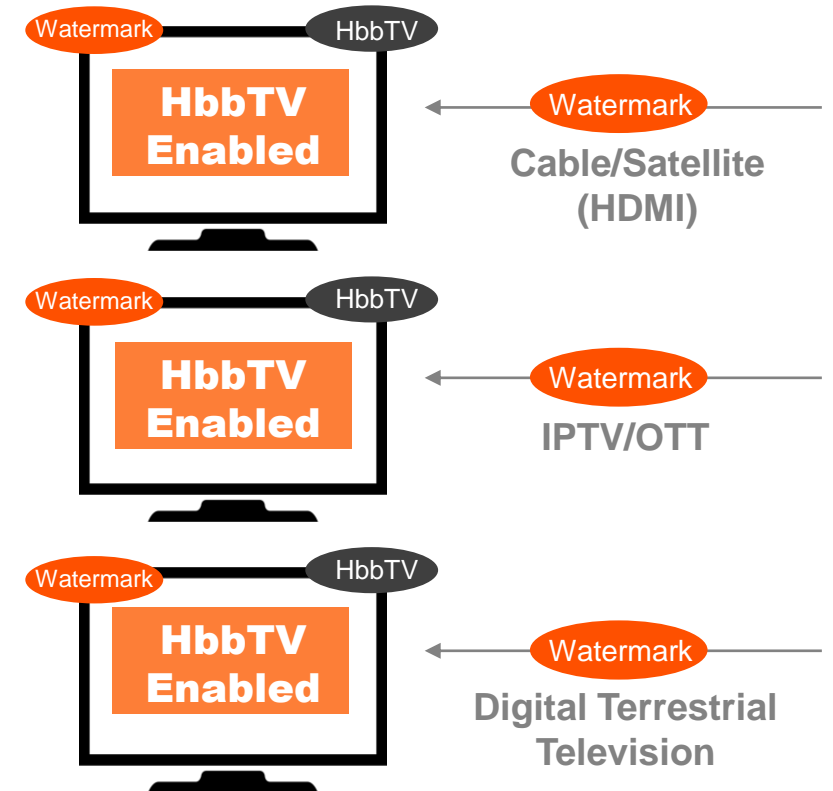 Watermark
HbbTV
HbbTV
Enabled
Watermark
Cable/Satellite
(HDMI)
Watermark
HbbTV
HbbTV
Enabled
Watermark
IPTV/OTT
Watermark
HbbTV
HbbTV
Enabled
Watermark
Digital Terrestrial
Television